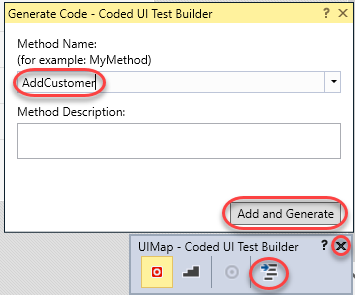 Generate Code - Coded UI Test Builder ? X
Method Name:
(for example: MyMethod)
AddCustomer
Method Description:
Add and Generate
UIMap - Coded UI Test Builder ? X